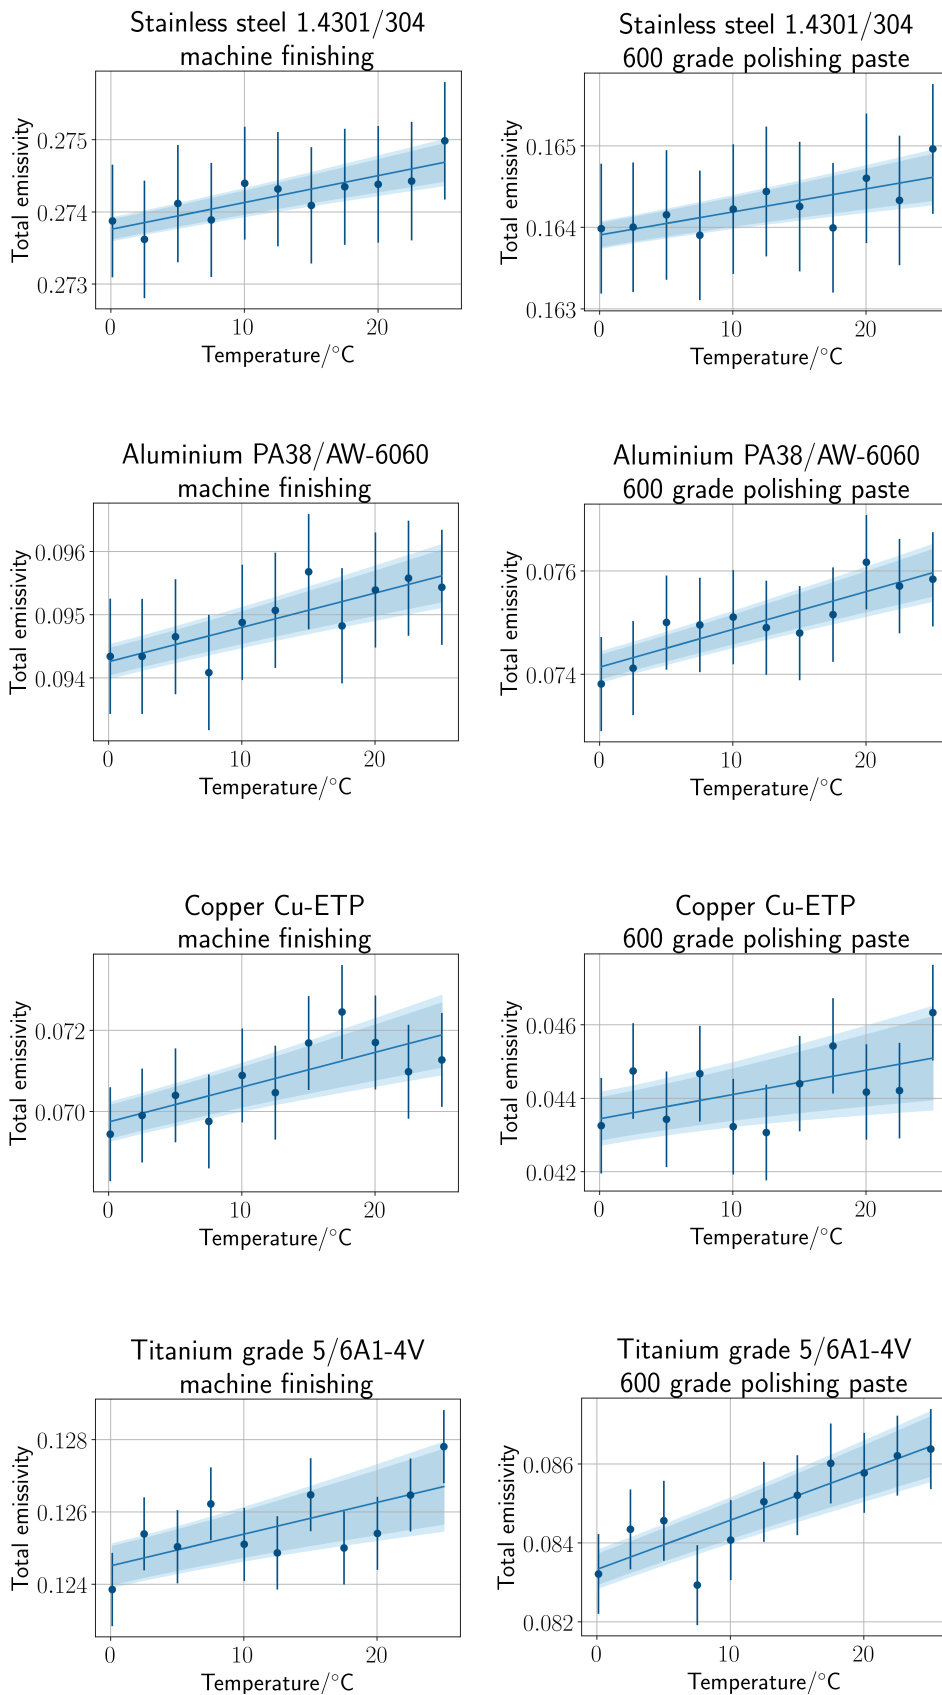 Stainless steel 1.4301/304
machine finishing
Total emissivity
0.275
0.274
0.273
0
10
20
Temperature/°C
Stainless steel 1.4301/304
600 grade polishing paste
Total emissivity
0.165
0.164
0.163
0
10
20
Temperature/°C
Aluminium PA38/AW-6060
machine finishing
Total emissivity
0.096
0.095
0.094
0
10
20
Temperature/°C
Aluminium PA38/AW-6060
600 grade polishing paste
Total emissivity
0.076
0.074
0
10
20
Temperature/°C
Copper Cu-ETP
machine finishing
Total emissivity
0.072
0.070
0
10
20
Temperature/°C
Copper Cu-ETP
600 grade polishing paste
Total emissivity
0.046
0.044
0.042
0
10
20
Temperature/°C
Titanium grade 5/6A1-4V
machine finishing
Total emissivity
0.128
0.126
0.124
0
10
20
Temperature/°C
Titanium grade 5/6A1-4V
600 grade polishing paste
Total emissivity
0.086
0.084
0.082
0
10
20
Temperature/°C